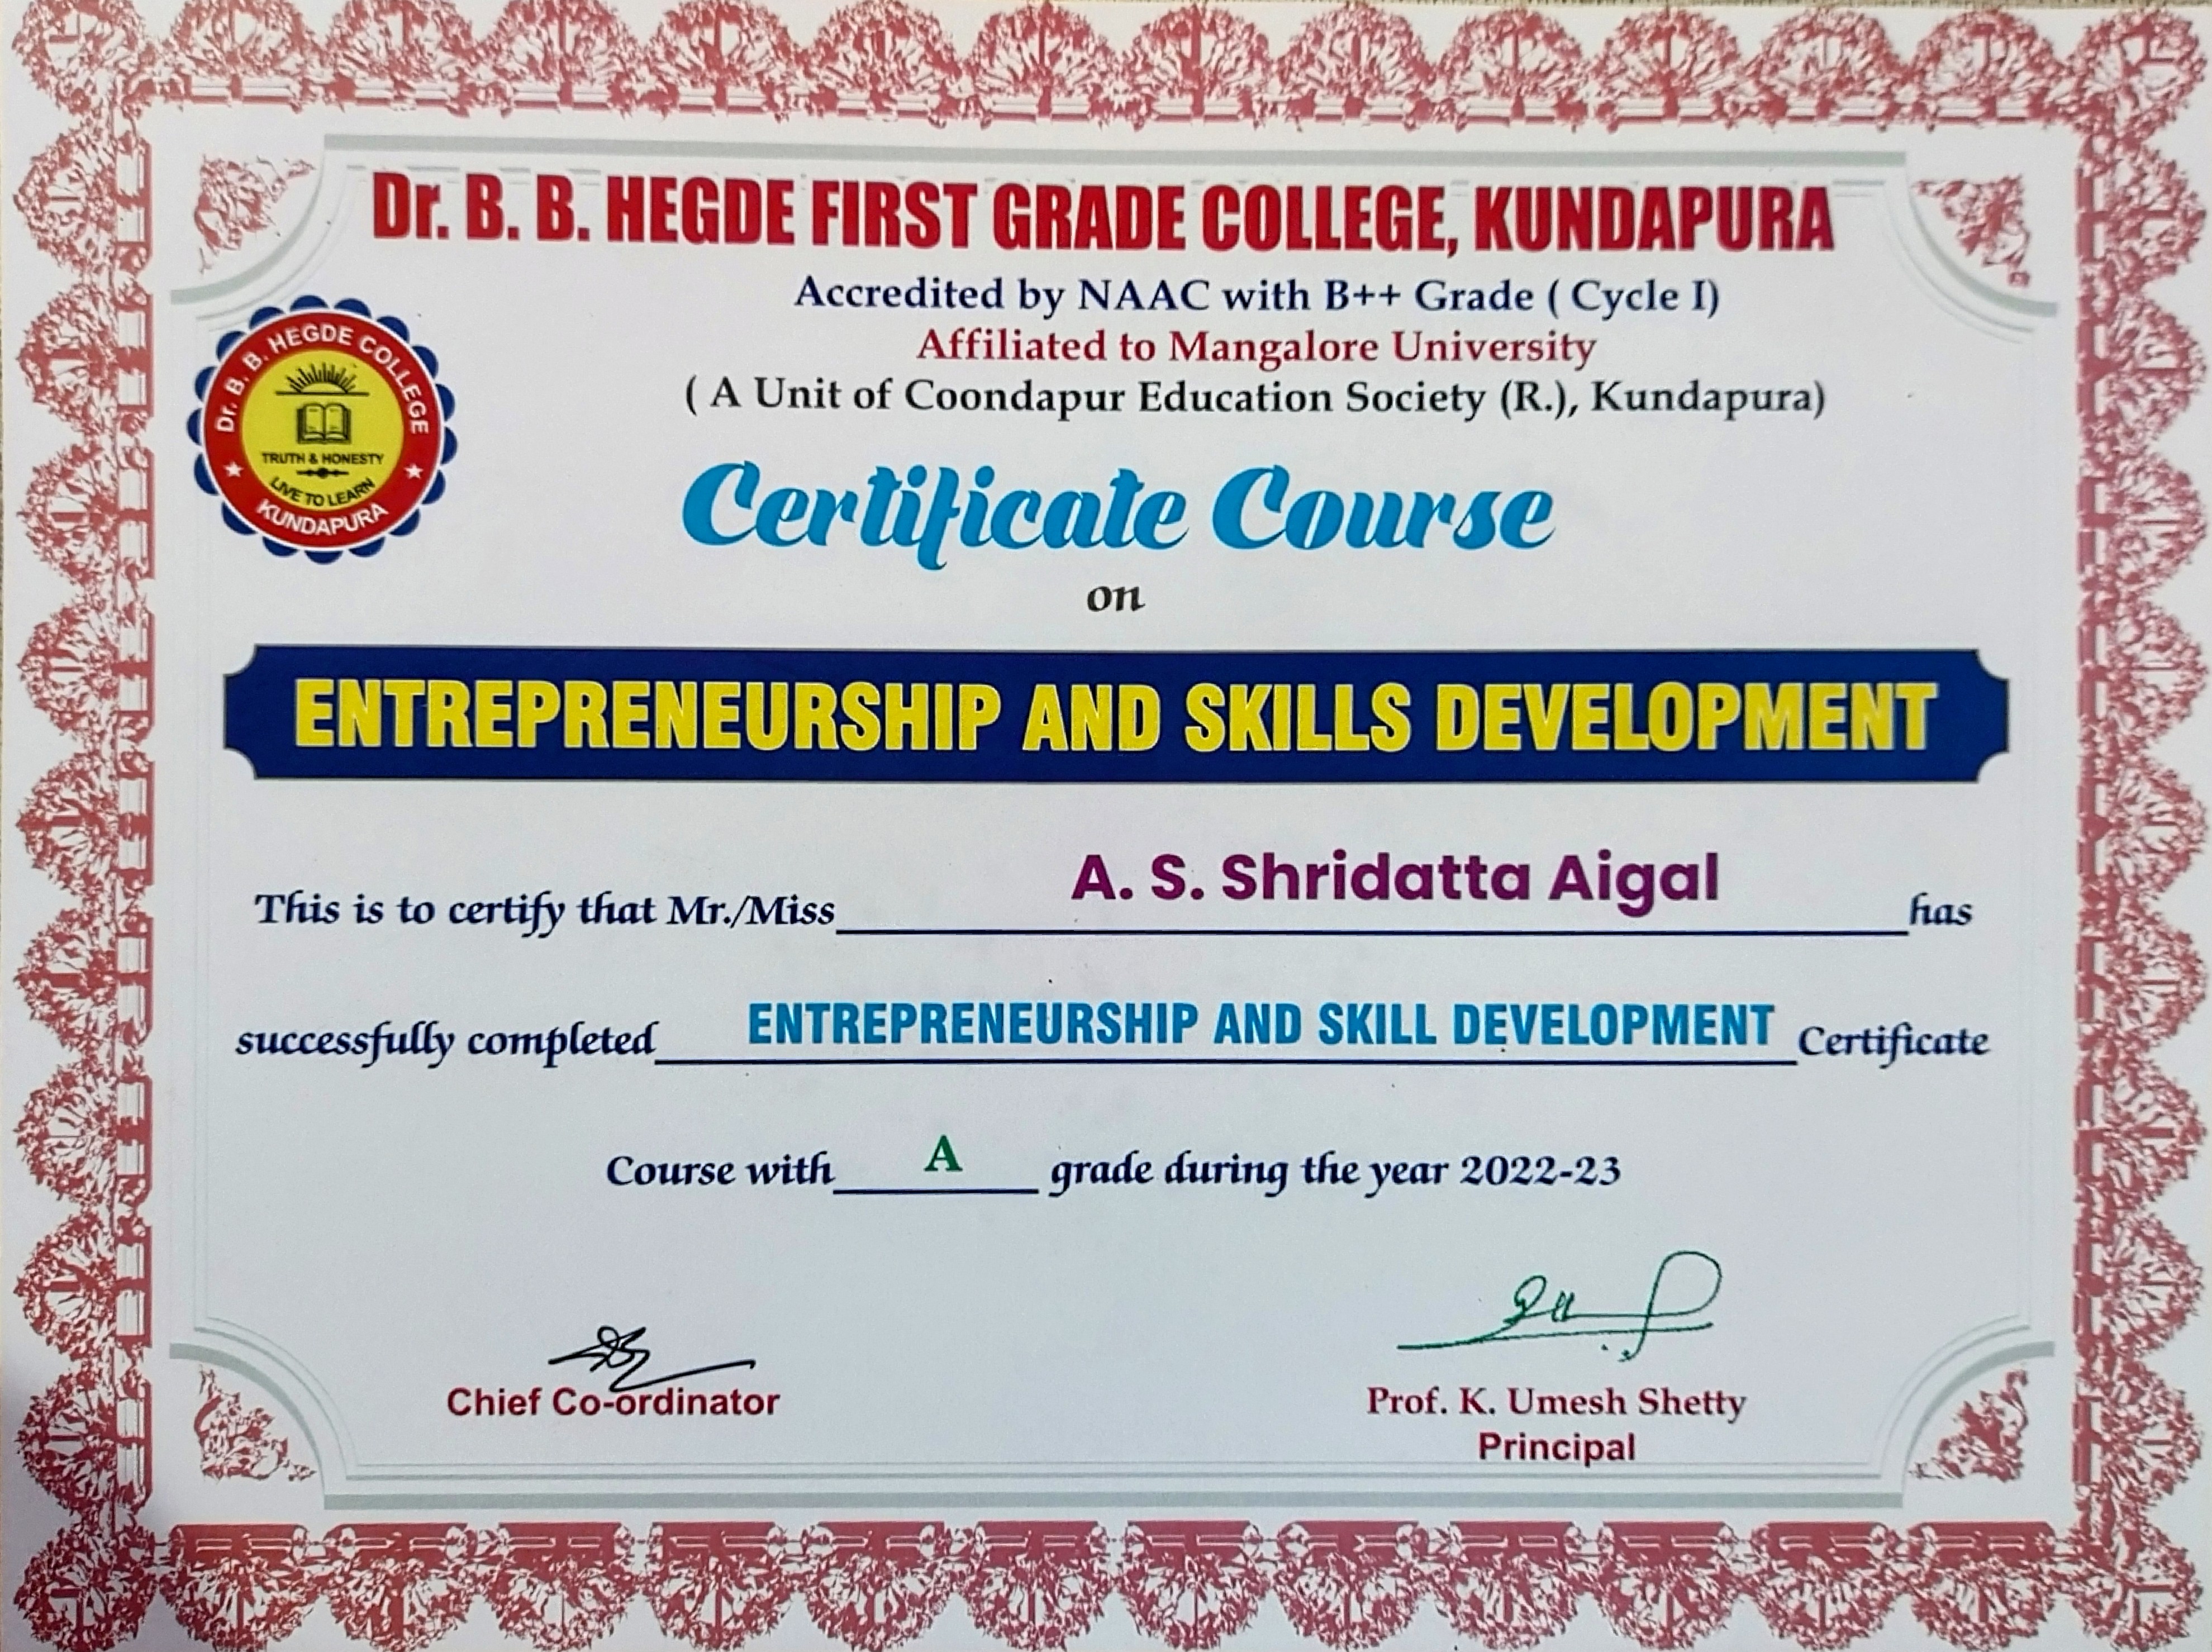 Dr. B. B. HEGDE FIRST GRADE COLLEGE, KUNDAPURA
Accredited by NAAC with B++ Grade ( Cycle I)
Affiliated to Mangalore University
( A Unit of Coondapur Education Society (R.), Kundapura)
Dr. B. B. HEGDE COLLEGE
TRUTH & HONESTY
LIVE TO LEARN
KUNDAPURA
Certificate Course
on
ENTREPRENEURSHIP AND SKILLS DEVELOPMENT
This is to certify that Mr./Miss A. S. Shridatta Aigal has
successfully completed ENTREPRENEURSHIP AND SKILL DEVELOPMENT Certificate
Course with A grade during the year 2022-23
Chief Co-ordinator
Prof. K. Umesh Shetty
Principal